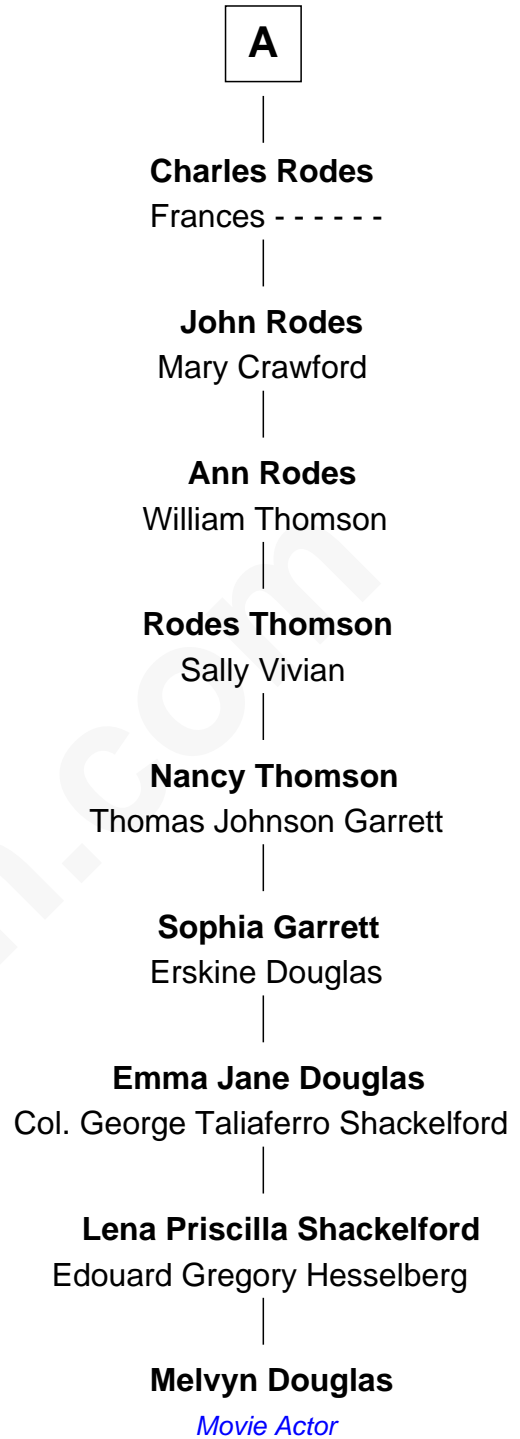 A
Charles Rodes
Frances - - - - - -
John Rodes
Mary Crawford
Ann Rodes
William Thomson
Rodes Thomson
Sally Vivian
Nancy Thomson
Thomas Johnson Garrett
Sophia Garrett
Erskine Douglas
Emma Jane Douglas
Col. George Taliaferro Shackelford
Lena Priscilla Shackelford
Edouard Gregory Hesselberg
Melvyn Douglas
Movie Actor